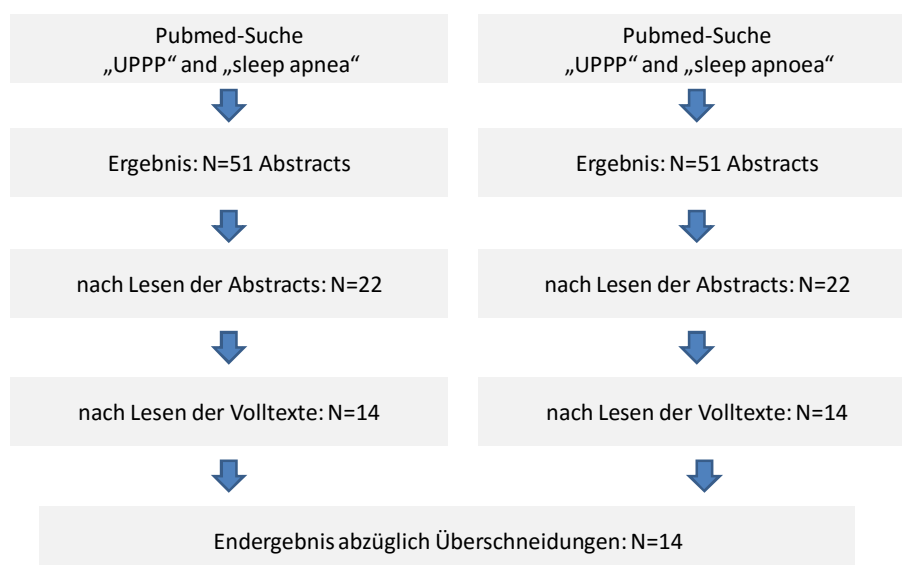 Pubmed-Suche
„UPPP“ and „sleep apnea“
Ergebnis: N=51 Abstracts
nach Lesen der Abstracts: N=22
nach Lesen der Volltexte: N=14
Pubmed-Suche
„UPPP“ and „sleep apnoea“
Ergebnis: N=51 Abstracts
nach Lesen der Abstracts: N=22
nach Lesen der Volltexte: N=14
Endergebnis abzüglich Überschneidungen: N=14